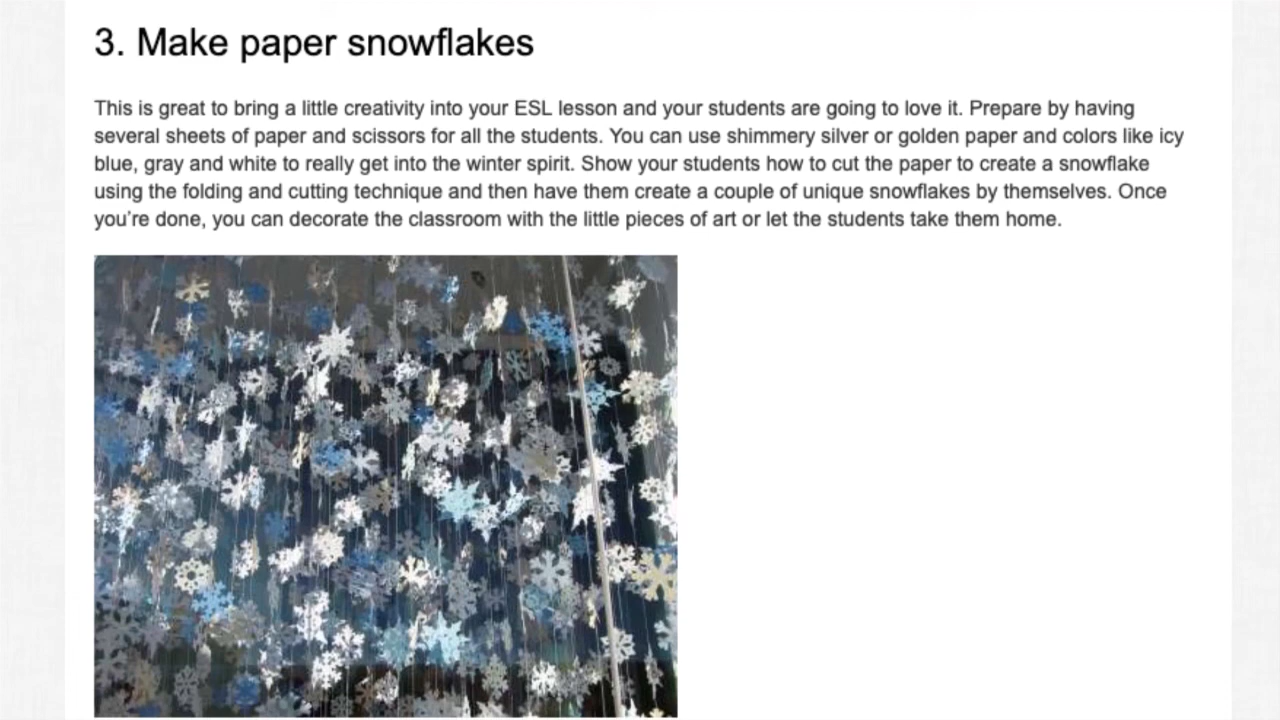 3. Make paper snowflakes
This is great to bring a little creativity into your ESL lesson and your students are going to love it. Prepare by having
several sheets of paper and scissors for all the students. You can use shimmery silver or golden paper and colors like icy
blue, gray and white to really get into the winter spirit. Show your students how to cut the paper to create a snowflake
using the folding and cutting technique and then have them create a couple of unique snowflakes by themselves. Once
you’re done, you can decorate the classroom with the little pieces of art or let the students take them home.